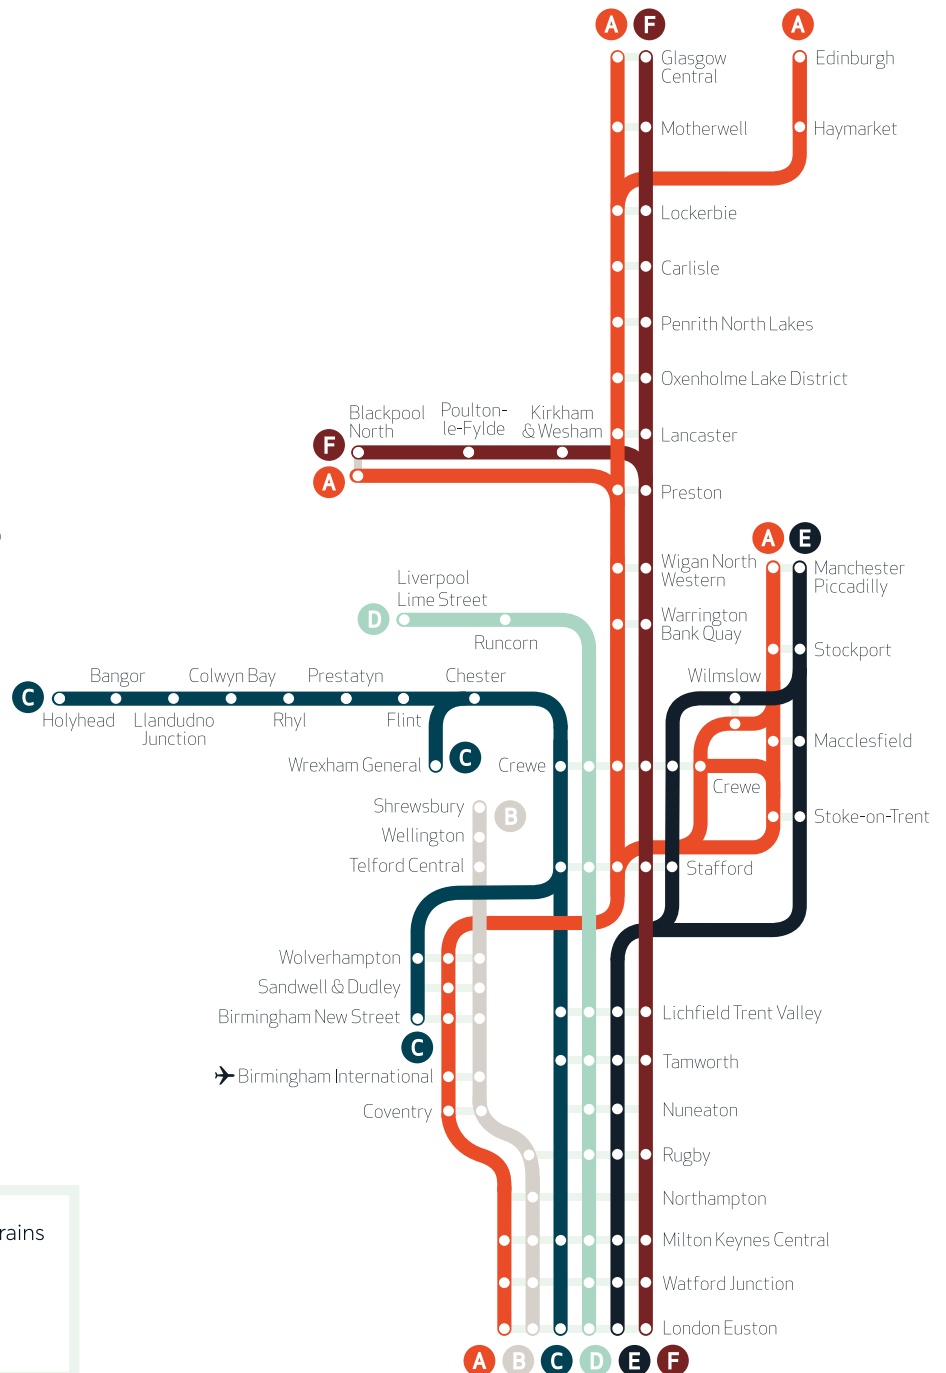 A F A
Glasgow
Central
Edinburgh
Motherwell
Haymarket
Lockerbie
Carlisle
Penrith North Lakes
Oxenholme Lake District
Blackpool
North
Poulton-
le-Fylde
Kirkham
& Wesham
F
A
Lancaster
Preston
A E
Wigan North
Western
Manchester
Piccadilly
Liverpool
Lime Street
D
Runcorn
Warrington
Bank Quay
Stockport
Bangor
Colwyn Bay
Prestatyn
Chester
Wilmslow
C
Holyhead
Llandudno
Junction
Rhyl
Flint
Macclesfield
Wrexham General
C
Crewe
Crewe
Shrewsbury
B
Stoke-on-Trent
Wellington
Telford Central
Stafford
Wolverhampton
Sandwell & Dudley
Birmingham New Street
Lichfield Trent Valley
C
Tamworth
Birmingham International
Coventry
Nuneaton
Rugby
Northampton
rains
Milton Keynes Central
Watford Junction
London Euston
A B C D E F